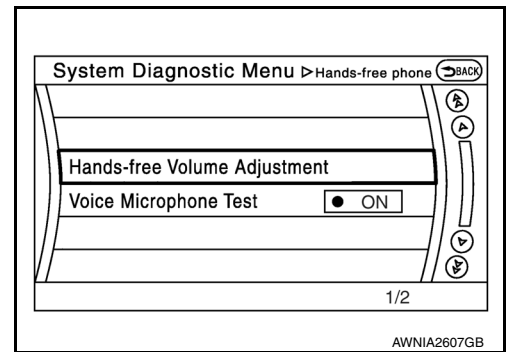 System Diagnostic Menu ▷Hands-free phone BACK
Hands-free Volume Adjustment
Voice Microphone Test ● ON
1/2
AWNIA2607GB